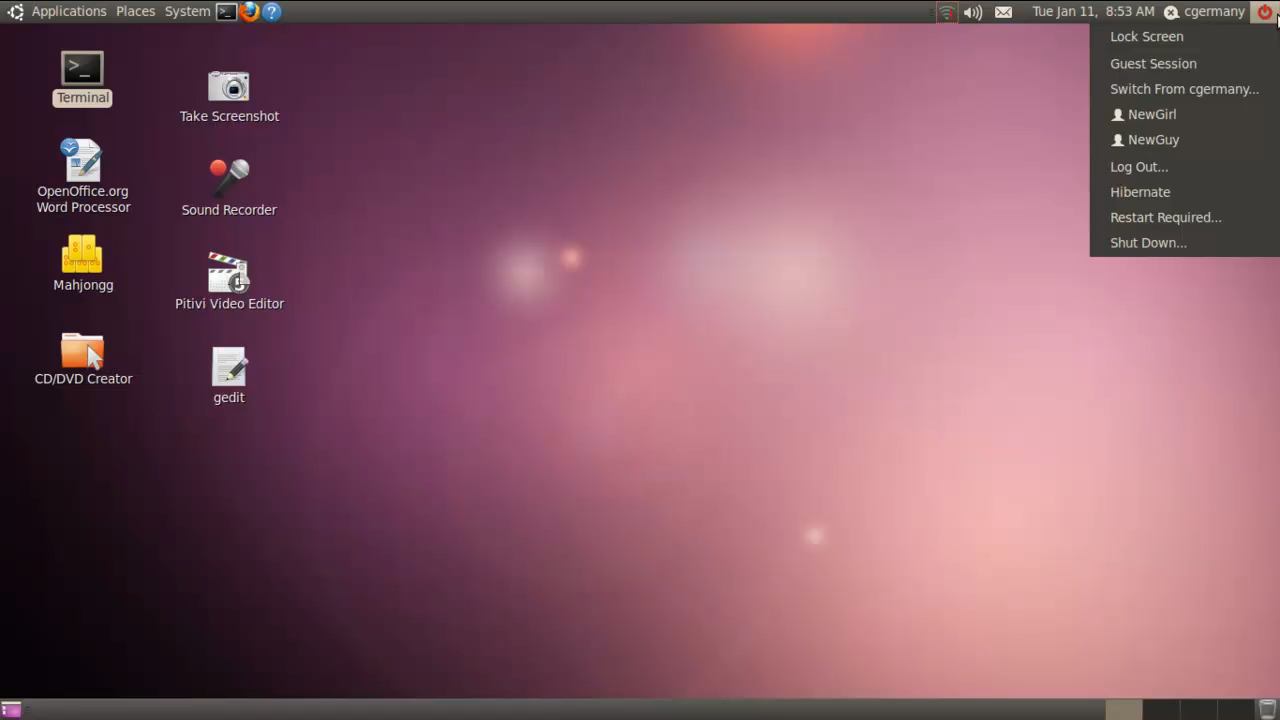 Applications Places System
Tue Jan 11, 8:53 AM cgermany
Lock Screen
Guest Session
Switch From cgermany...
NewGirl
NewGuy
Log Out...
Hibernate
Restart Required...
Shut Down...
Terminal
OpenOffice.org
Word Processor
Mahjongg
CD/DVD Creator
Take Screenshot
Sound Recorder
Pitivi Video Editor
gedit